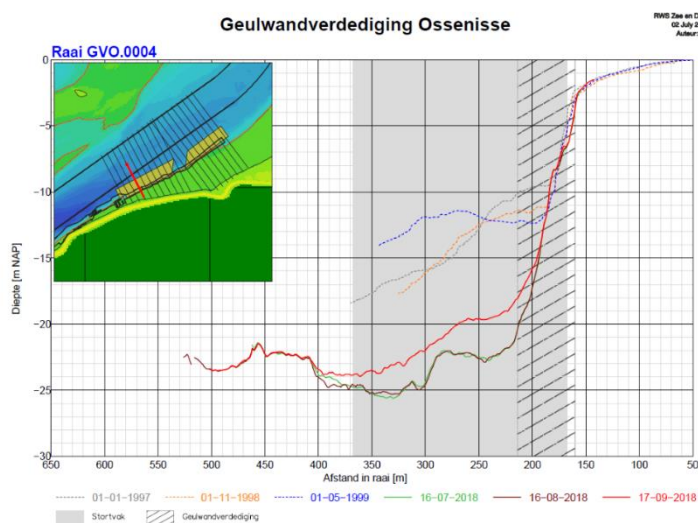 Geulwandverdediging Ossenisse
RWS Zee en D
02 July 2
Auteur:
Raai GVO.0004
Diepte [m NAP]
0
−5
−10
−15
−20
−25
−30
650 600 550 500 450 400 350 300 250 200 150 100 50
Afstand in raai [m]
01-01-1997 01-11-1998 01-05-1999 16-07-2018 16-08-2018 17-09-2018
Stortvak Geulwandverdediging